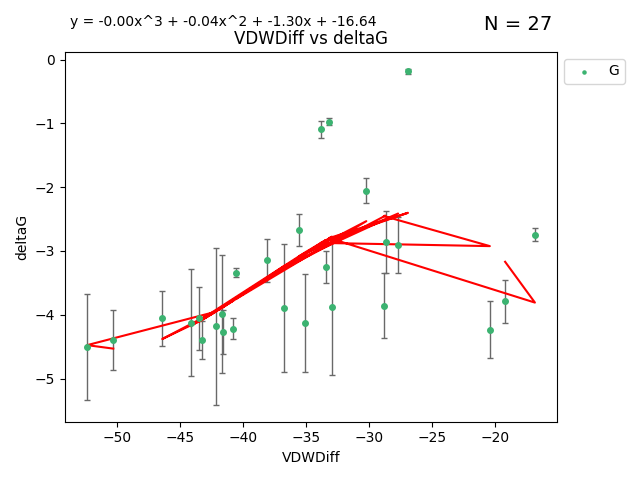 y = -0.00x^3 + -0.04x^2 + -1.30x + -16.64
N = 27
VDWDiff vs deltaG
G
0
−1
−2
−3
−4
−5
deltaG
−50
−45
−40
−35
−30
−25
−20
VDWDiff